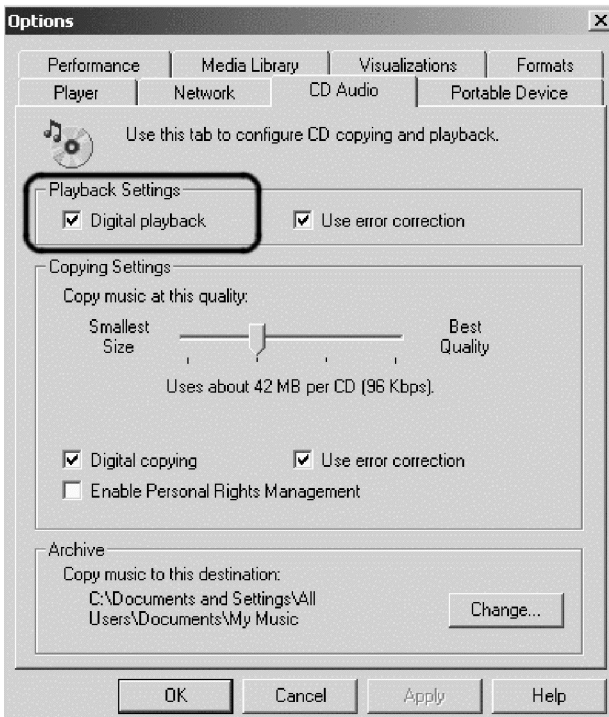 Options
Performance Media Library Visualizations Formats
Player Network CD Audio Portable Device
Use this tab to configure CD copying and playback.
Playback Settings
Digital playback Use error correction
Copying Settings
Copy music at this quality:
Smallest Size
Best Quality
Uses about 42 MB per CD (96 Kbps).
Digital copying Use error correction
Enable Personal Rights Management
Archive
Copy music to this destination:
C:\Documents and Settings\All
Users\Documents\My Music
Change...
OK Cancel Apply Help